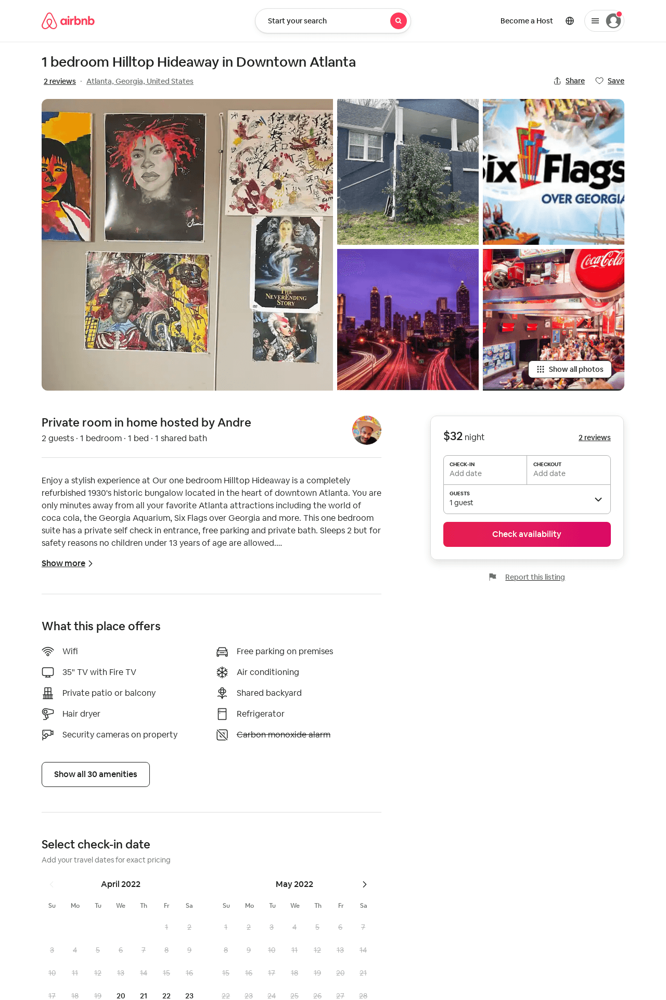 airbnb
Start your search
Become a Host
1 bedroom Hilltop Hideaway in Downtown Atlanta
2 reviews · Atlanta, Georgia, United States
Share
Save
GLOW
PAINT
THE
NEVERENDING
STORY
Six Flags
OVER GEORGIA
Coca-Cola
Show all photos
Private room in home hosted by Andre
2 guests · 1 bedroom · 1 bed · 1 shared bath
Enjoy a stylish experience at Our one bedroom Hilltop Hideaway is a completely
refurbished 1930's historic bungalow located in the heart of downtown Atlanta. You are
only minutes away from all your favorite Atlanta attractions including the world of
coca cola, the Georgia Aquarium, Six Flags over Georgia and more. This one bedroom
suite has a private self check in entrance, free parking and private bath. Sleeps 2 but for
safety reasons no children under 13 years of age are allowed....
Show more
$32 night
2 reviews
CHECK-IN
Add date
CHECKOUT
Add date
GUESTS
1 guest
Check availability
Report this listing
What this place offers
Wifi
Free parking on premises
35" TV with Fire TV
Air conditioning
Private patio or balcony
Shared backyard
Hair dryer
Refrigerator
Security cameras on property
Carbon monoxide alarm
Show all 30 amenities
Select check-in date
Add your travel dates for exact pricing
April 2022
Su Mo Tu We Th Fr Sa
1 2
3 4 5 6 7 8 9
10 11 12 13 14 15 16
17 18 19 20 21 22 23
May 2022
Su Mo Tu We Th Fr Sa
1 2 3 4 5 6 7
8 9 10 11 12 13 14
15 16 17 18 19 20 21
22 23 24 25 26 27 28